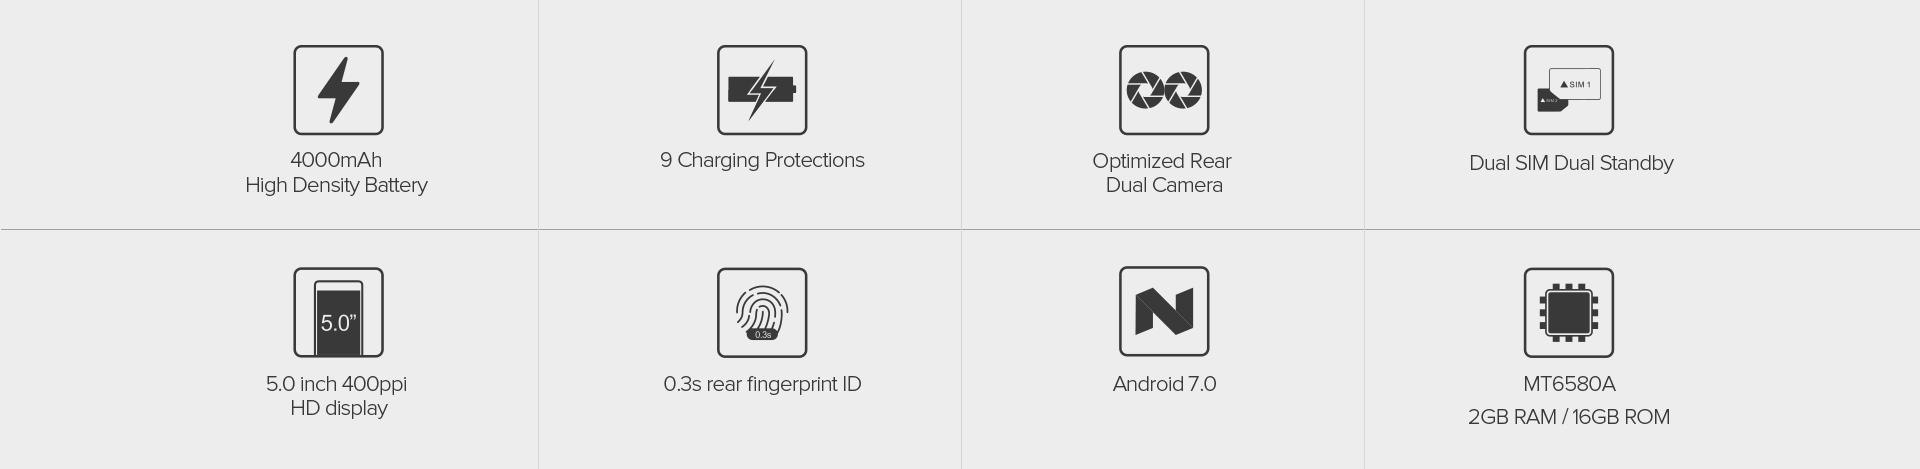 ▲SIM 1
4000mAh
High Density Battery
9 Charging Protections
Optimized Rear
Dual Camera
Dual SIM Dual Standby
5.0”
0.3s
5.0 inch 400ppi
HD display
0.3s rear fingerprint ID
Android 7.0
MT6580A
2GB RAM / 16GB ROM